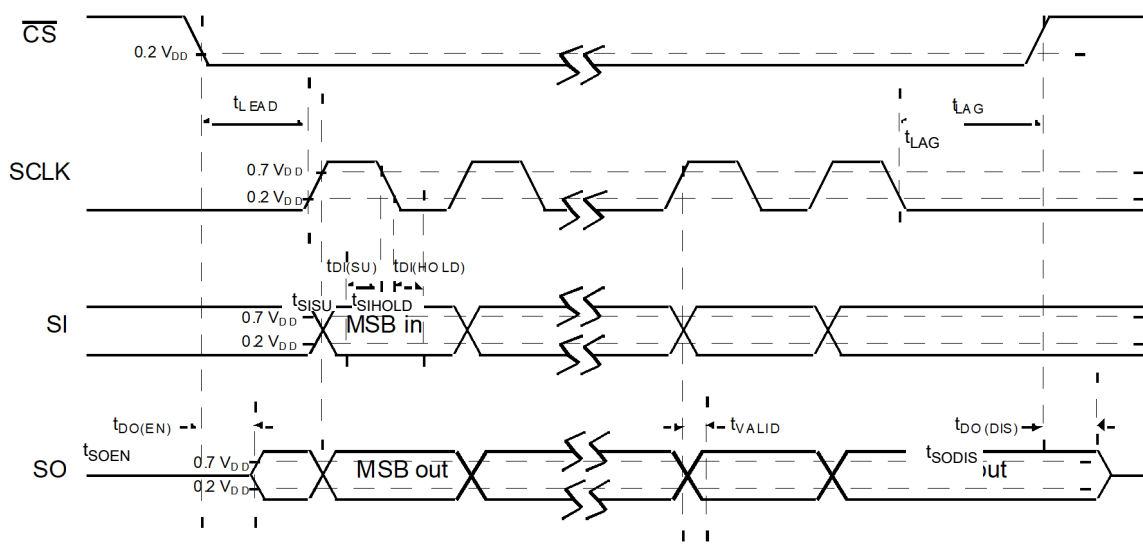 CS
0.2 VDD
tLEAD
tLAG
tLAG
SCLK
0.7 VDD
0.2 VDD
tDI(SU)
tDI(HOLD)
tSISU
tSIHOLD
SI
0.7 VDD
MSB in
0.2 VDD
tDO(EN)
tVALID
tDO(DIS)
tSOEN
tSODIS
SO
0.7 VDD
MSB out
out
0.2 VDD